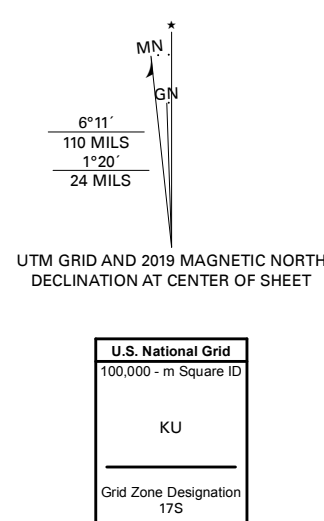 MN
GN
6°11´
110 MILS
1°20´
24 MILS
UTM GRID AND 2019 MAGNETIC NORTH
DECLINATION AT CENTER OF SHEET
U.S. National Grid
100,000 - m Square ID
KU
Grid Zone Designation
17S